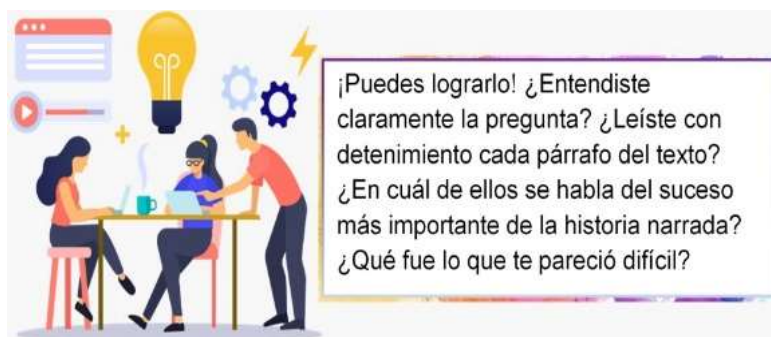 ¡Puedes lograrlo! ¿Entendiste
claramente la pregunta? ¿Leíste con
detenimiento cada párrafo del texto?
¿En cuál de ellos se habla del suceso
más importante de la historia narrada?
¿Qué fue lo que te pareció difícil?